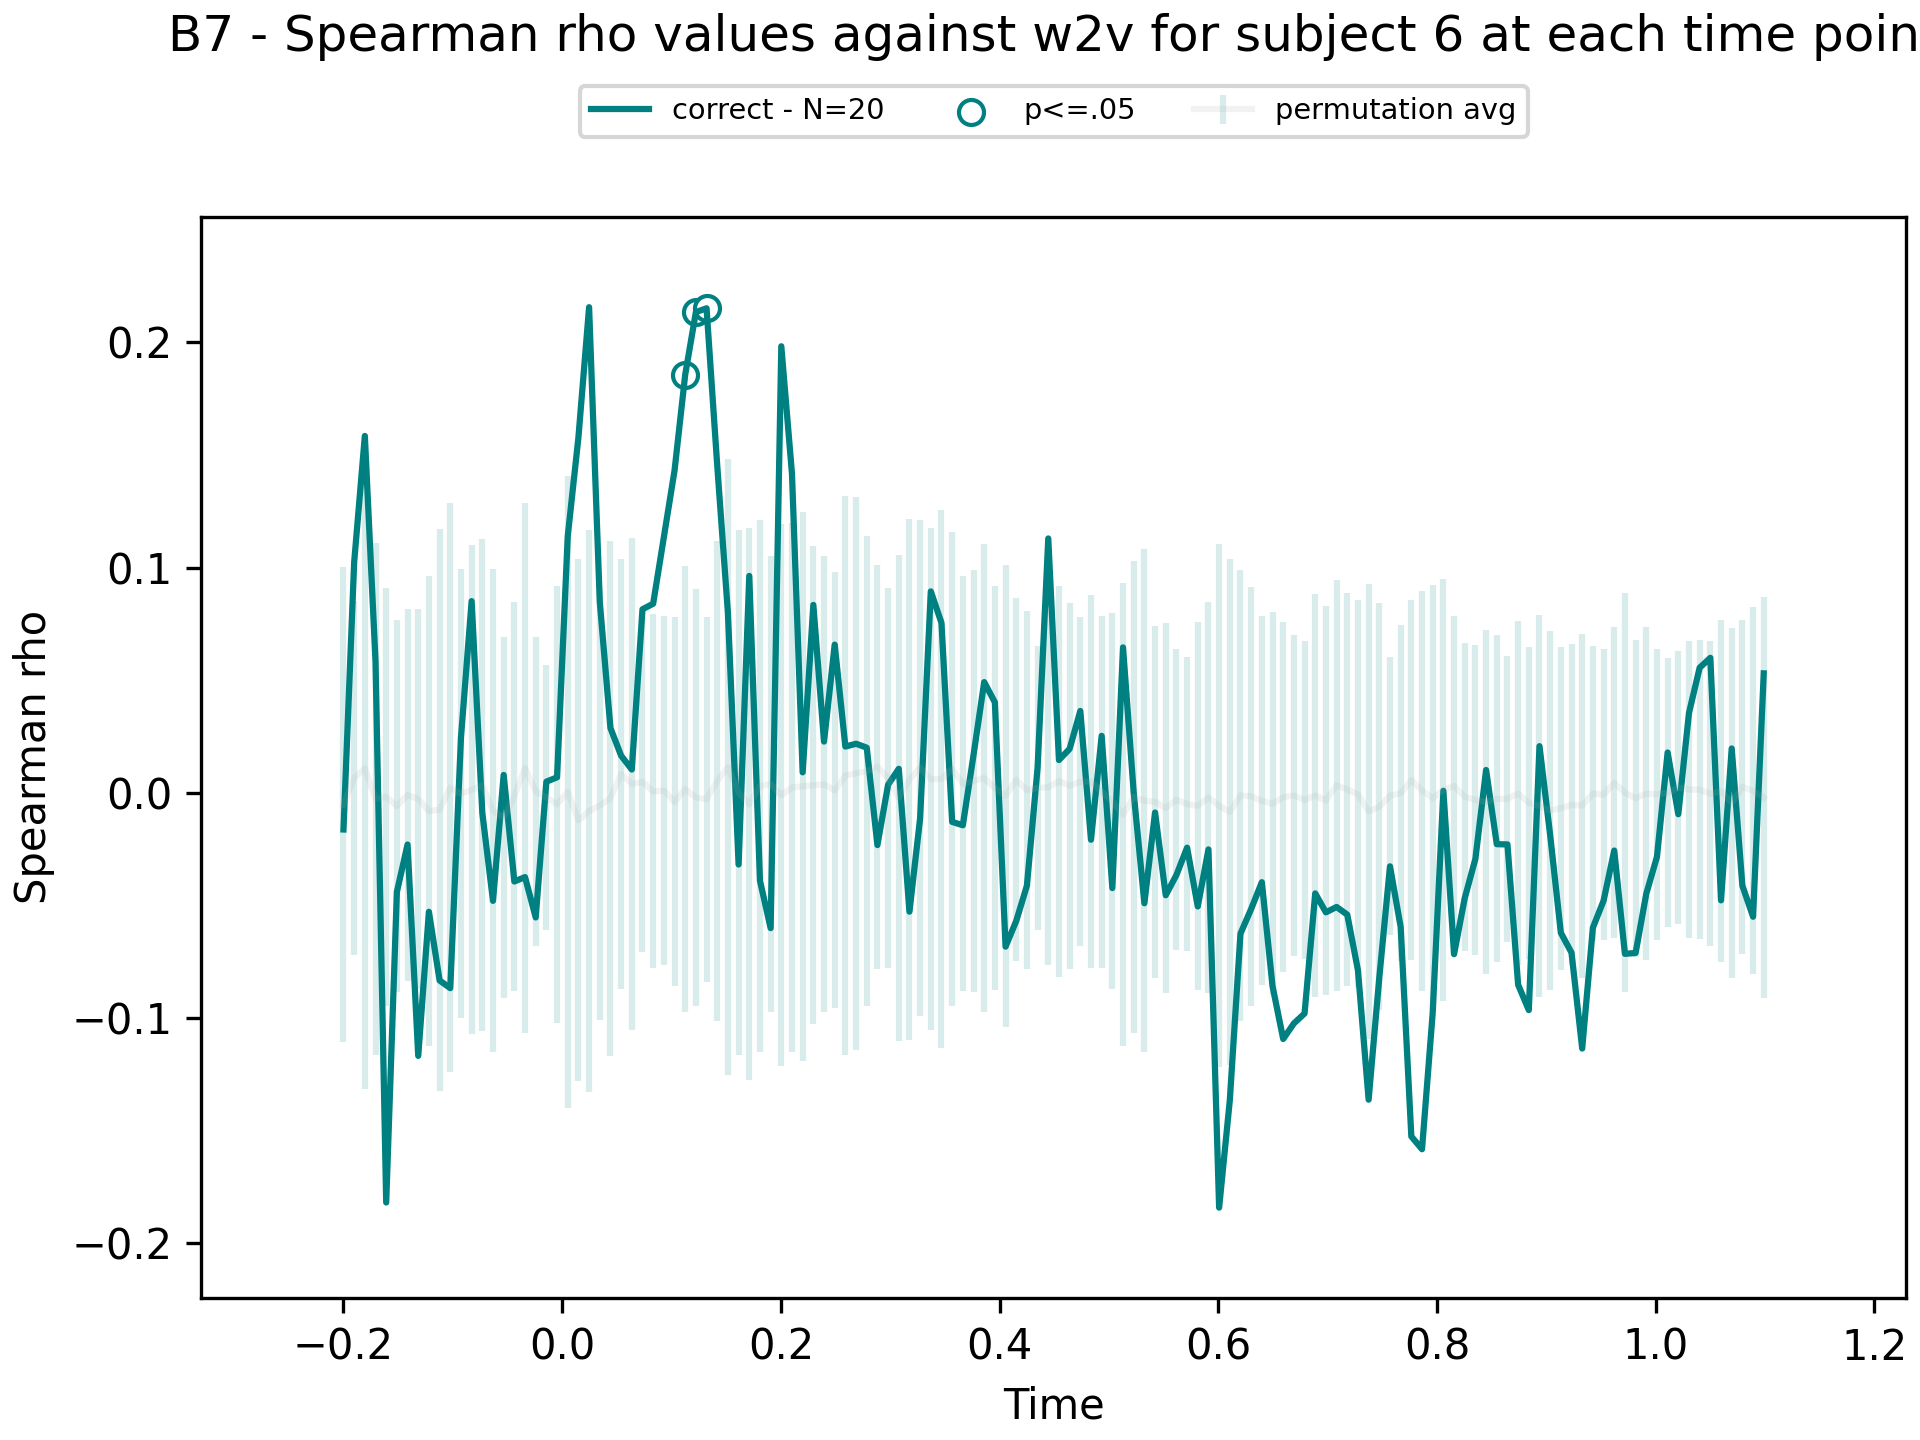 B7 - Spearman rho values against w2v for subject 6 at each time poin
correct - N=20
p<=.05
permutation avg
Spearman rho
0.2
0.1
0.0
−0.1
−0.2
−0.2
0.0
0.2
0.4
0.6
0.8
1.0
1.2
Time